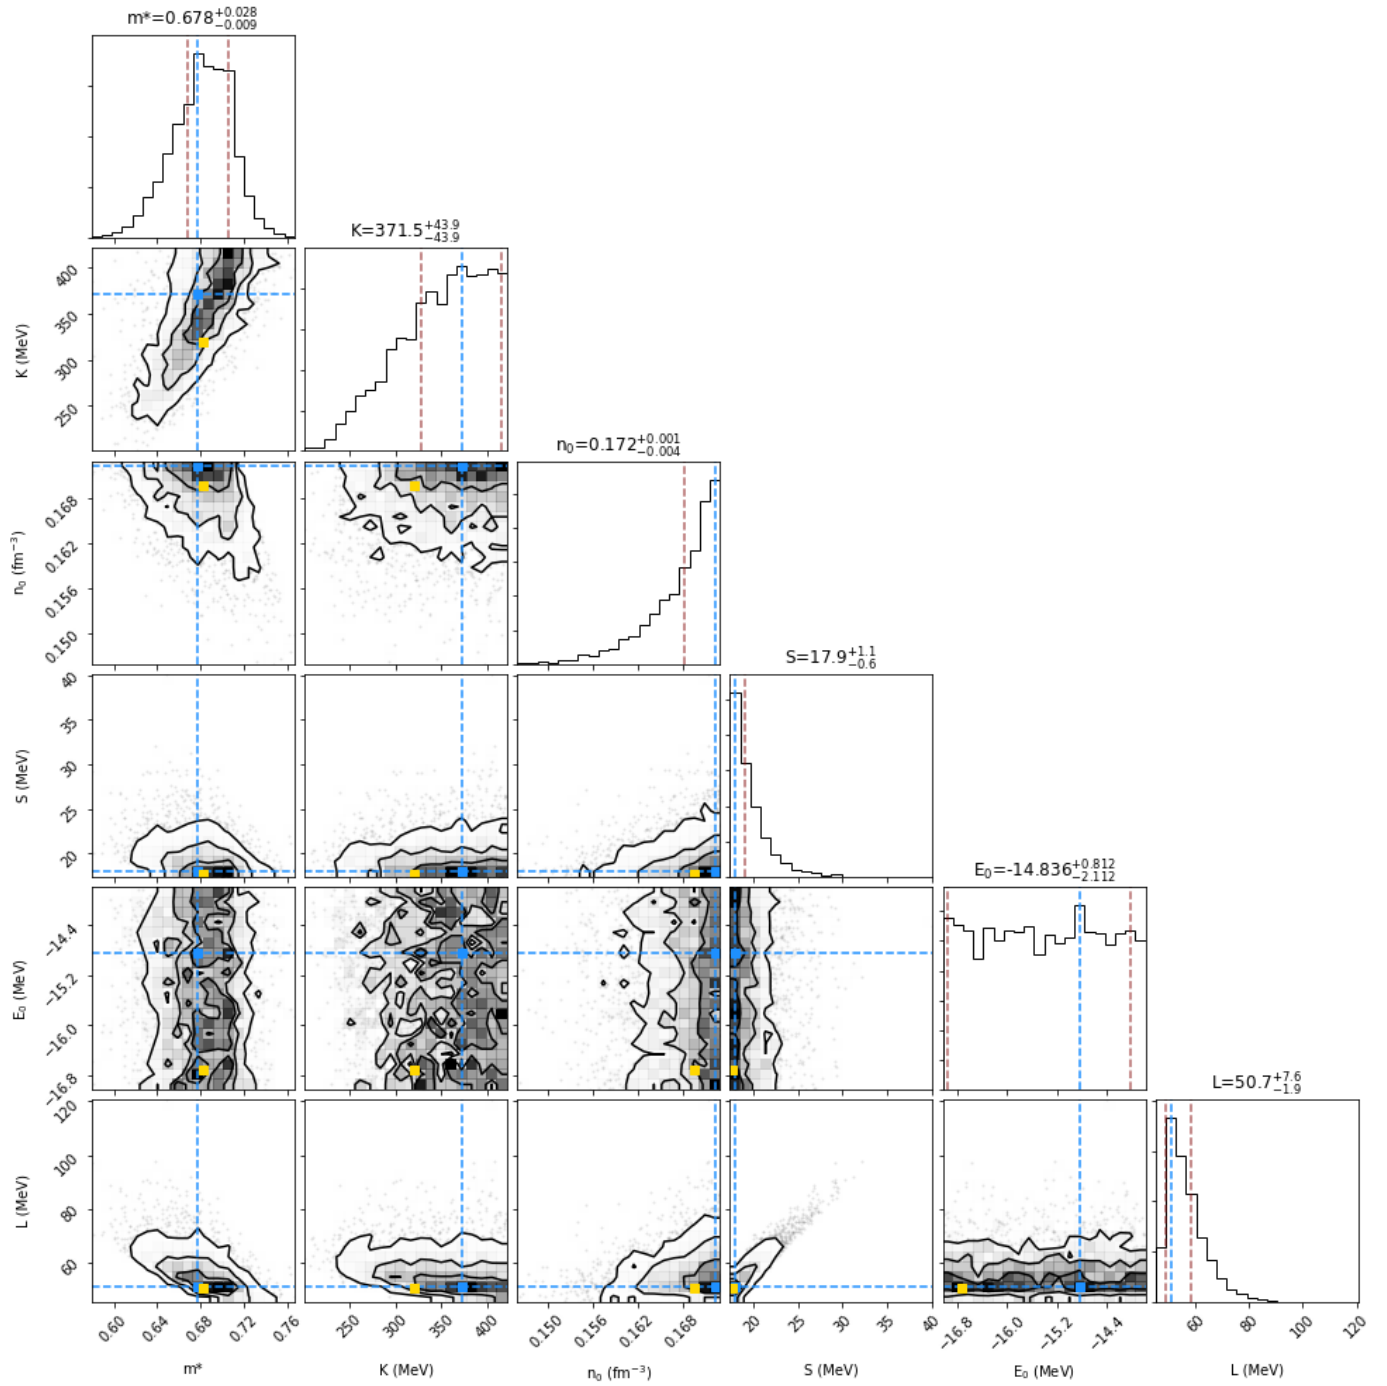 m*=0.678+0.028−0.009
K=371.5+43.9−43.9
400
350
300
250
K (MeV)
n0=0.172+0.001−0.004
0.168
0.162
0.156
0.150
n0 (fm−3)
S=17.9+1.1−0.6
40
35
30
25
20
S (MeV)
E0=-14.836+0.812−2.112
−14.4
−15.2
−16.0
−16.8
E0 (MeV)
L=50.7+7.6−1.9
120
100
80
60
L (MeV)
0.60 0.64 0.68 0.72 0.76
250 300 350 400
0.150 0.156 0.162 0.168
20 25 30 35 40
−16.8 −16.0 −15.2 −14.4
60 80 100 120
m* K (MeV) n0 (fm−3) S (MeV) E0 (MeV) L (MeV)